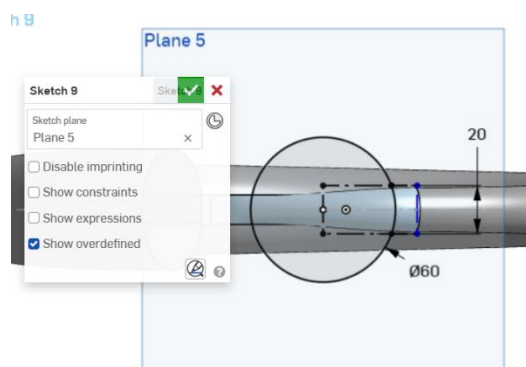 h 9
Plane 5
Sketch 9
Sketch plane
Plane 5
Disable imprinting
Show constraints
Show expressions
Show overdefined
20
Ø60